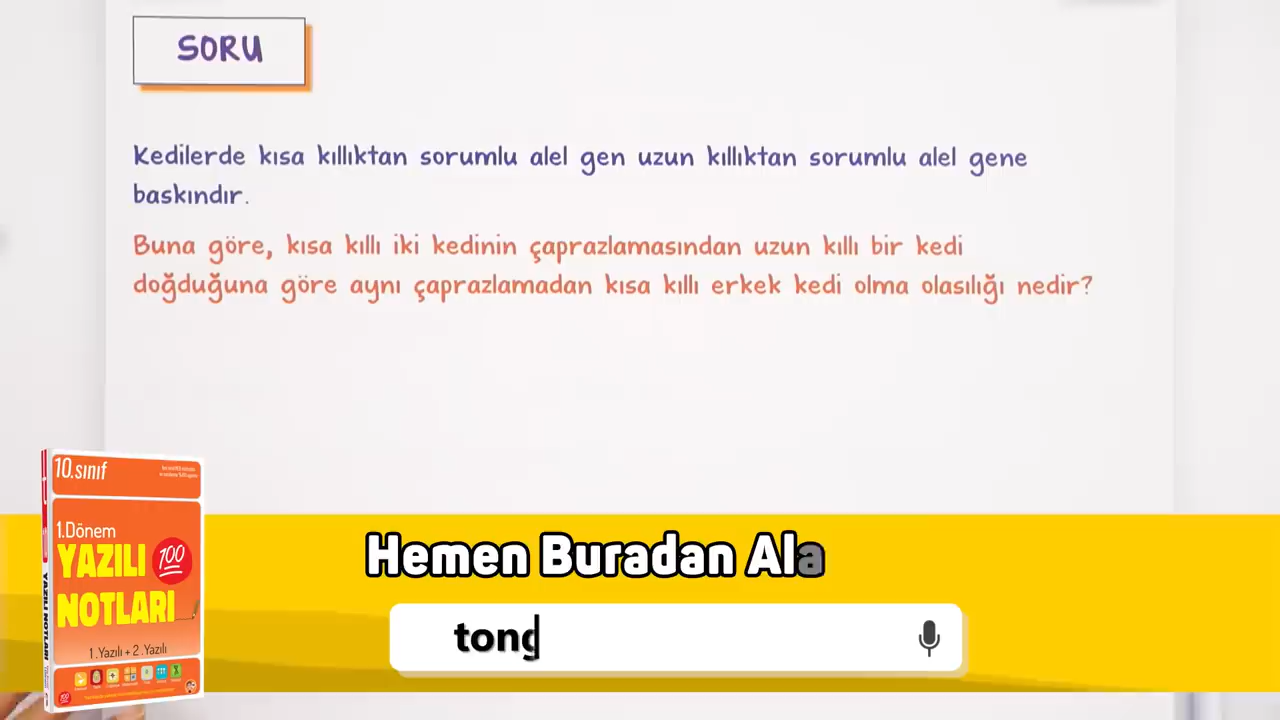 SORU
Kedilerde kısa kıllıktan sorumlu alel gen uzun kıllıktan sorumlu alel gene
baskındır.
Buna göre, kısa kıllı iki kedinin çaprazlamasından uzun kıllı bir kedi
doğduğuna göre aynı çaprazlamadan kısa kıllı erkek kedi olma olasılığı nedir?
10.sınıf
1.Dönem
YAZILI
100
NOTLARI
1.Yazılı + 2.Yazılı
YAZILI NOTLARI
Hemen Buradan Ala
tong